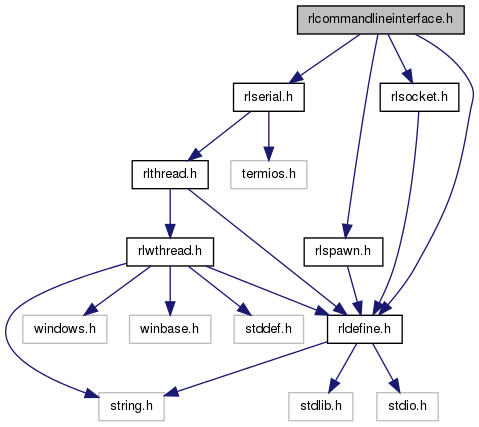 rlcommandlineinterface.h
rlserial.h
rlsocket.h
rlthread.h
termios.h
rlwthread.h
rlspawn.h
windows.h
winbase.h
stddef.h
rldefine.h
string.h
stdlib.h
stdio.h